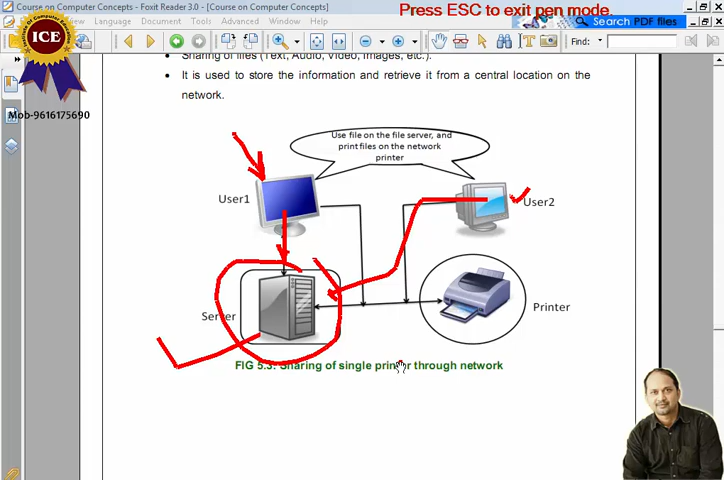 Course on Computer Concepts - Foxit Reader 3.0 - [Course on Computer Concepts]
Press ESC to exit pen mode.
Language Document Tools Advanced Window Help
Search PDF files
ICE
Find:
Mob-9616175690
Sharing of files (Text, Audio, Video, Images, etc.).
• It is used to store the information and retrieve it from a central location on the
network.
Use file on the file server, and
print files on the network
printer
User1
User2
Server
Printer
FIG 5.3: Sharing of single printer through network